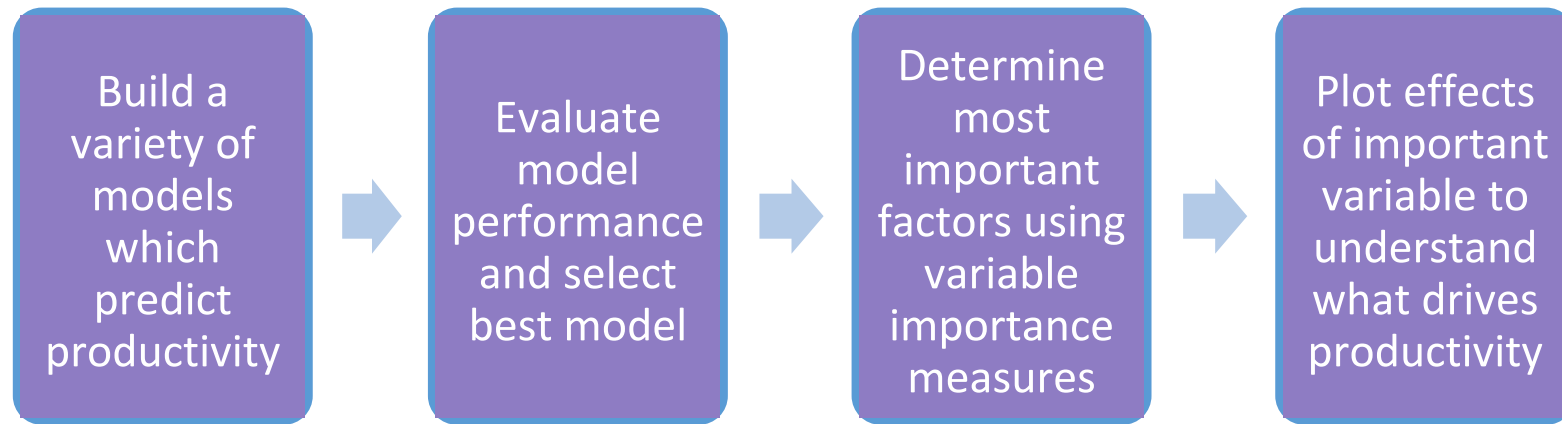 Build a
variety of
models
which
predict
productivity
Evaluate
model
performance
and select
best model
Determine
most
important
factors using
variable
importance
measures
Plot effects
of important
variable to
understand
what drives
productivity